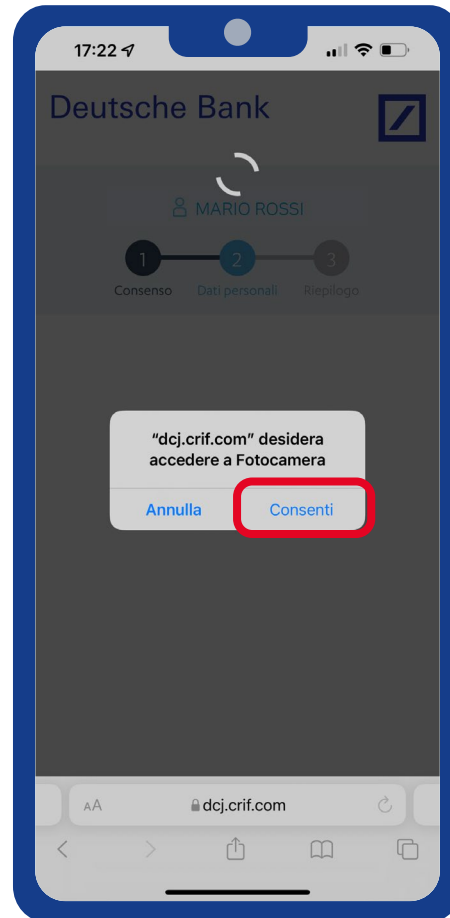 17:22
Deutsche Bank
MARIO ROSSI
1 2 3
Consenso Dati personali Riepilogo
"dcj.crif.com" desidera
accedere a Fotocamera
Annulla Consenti
AA dcj.crif.com